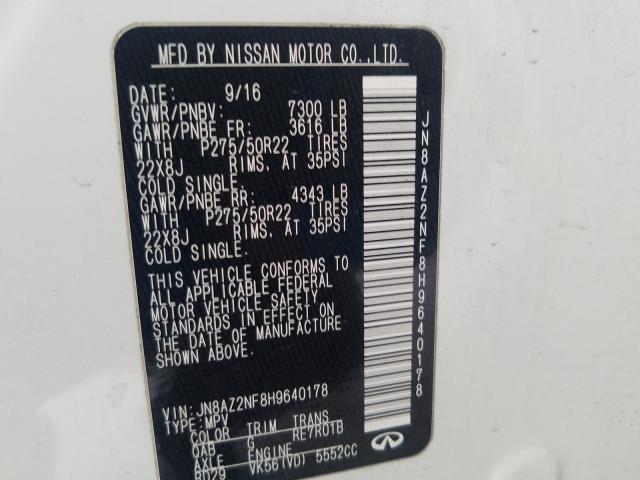 MFD BY NISSAN MOTOR CO.,LTD.
DATE: 9/16
GVWR/PNBV: 7300 LB
GAWR/PNBE FR: 3616 LB
WITH P275/50R22 TIRES
22X8J RIMS, AT 35PSI
COLD SINGLE.
GAWR/PNBE RR: 4343 LB
WITH P275/50R22 TIRES
22X8J RIMS, AT 35PSI
COLD SINGLE.
THIS VEHICLE CONFORMS TO
ALL APPLICABLE FEDERAL
MOTOR VEHICLE SAFETY
STANDARDS IN EFFECT ON
THE DATE OF MANUFACTURE
SHOWN ABOVE.
VIN:JN8AZ2NF8H9640178
TYPE:MPV
COLOR TRIM TRANS
QAB G RE7R01B
AXLE ENGINE
BD29 VK56(VD) 5552CC
JN8AZ2NF8H9640178